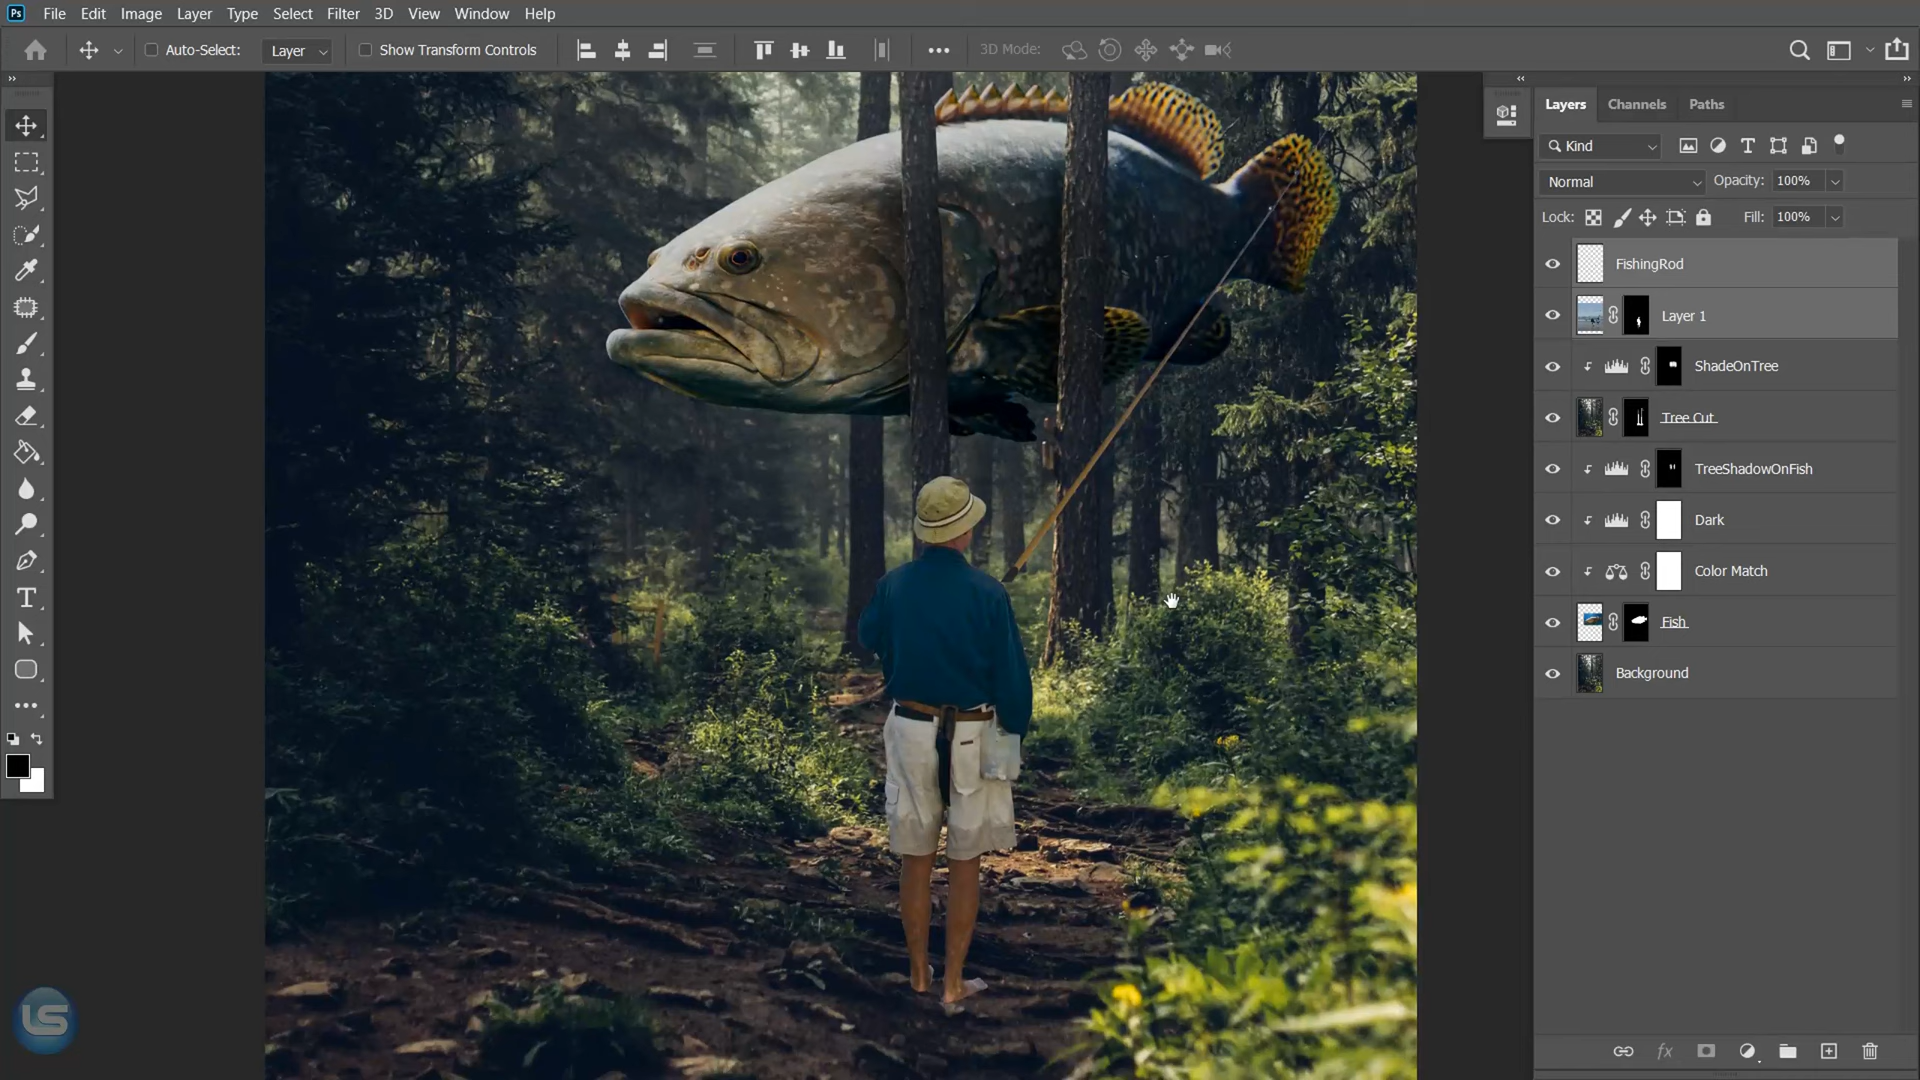 Ps File Edit Image Layer Type Select Filter 3D View Window Help
Auto-Select: Layer Show Transform Controls 3D Mode:
Layers Channels Paths
Kind
Normal Opacity: 100%
Lock: Fill: 100%
FishingRod
Layer 1
ShadeOnTree
Tree Cut
TreeShadowOnFish
Dark
Color Match
Fish
Background
fx
LS